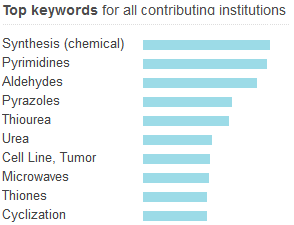 Top keywords for all contributing institutions
Synthesis (chemical)
Pyrimidines
Aldehydes
Pyrazoles
Thiourea
Urea
Cell Line, Tumor
Microwaves
Thiones
Cyclization